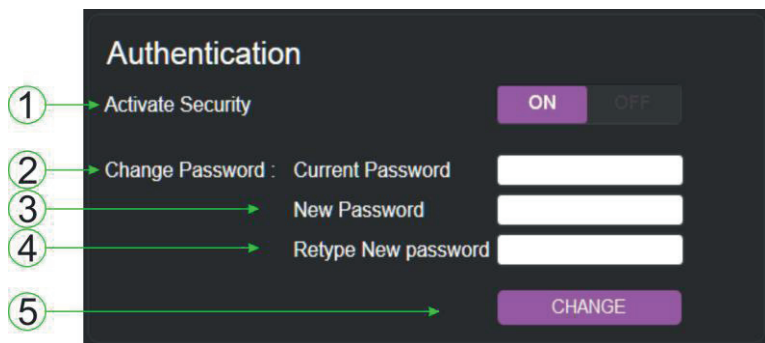 Authentication
1 Activate Security ON OFF
2 Change Password : Current Password
3 New Password
4 Retype New password
5 CHANGE